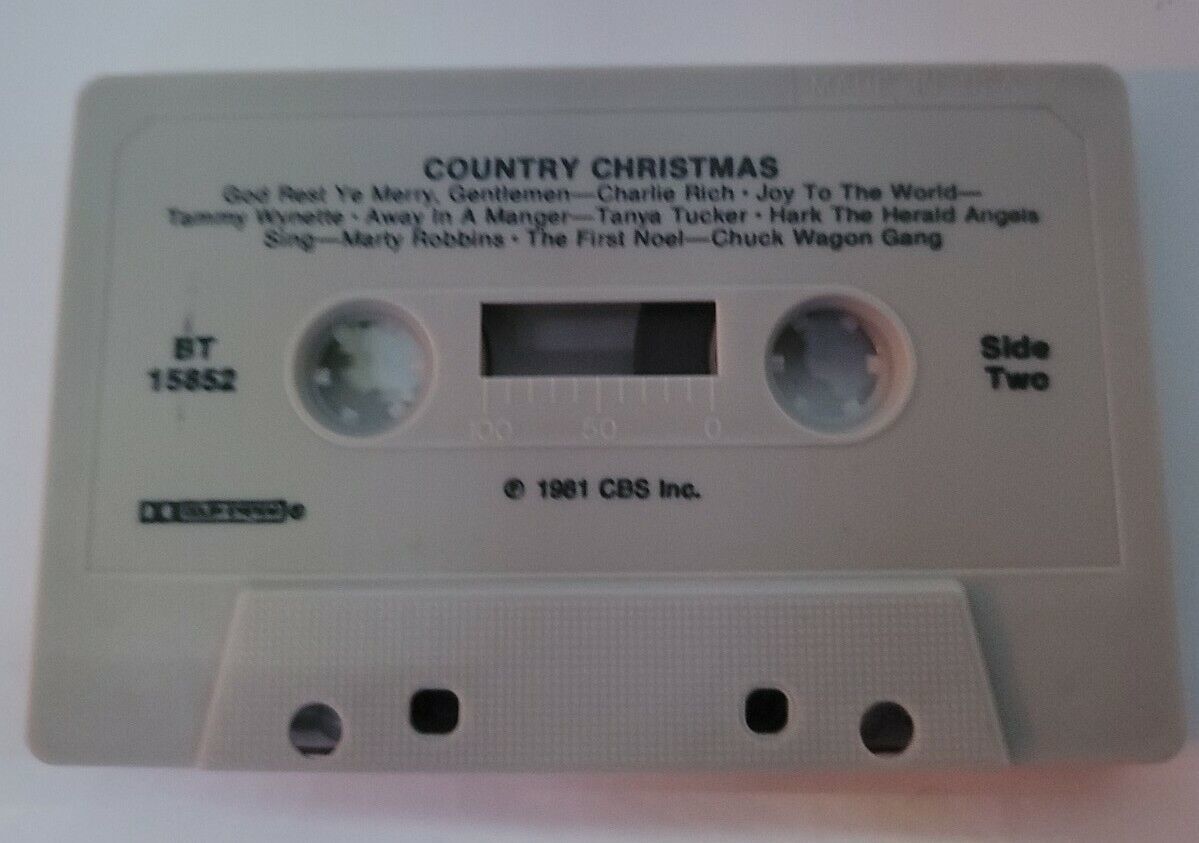 COUNTRY CHRISTMAS
God Rest Ye Merry, Gentlemen—Charlie Rich • Joy To The World—
Tammy Wynette • Away In A Manger—Tanya Tucker • Hark The Herald Angels
Sing—Marty Robbins • The First Noel—Chuck Wagon Gang
BT
15852
Side
Two
100 50 0
℗ 1981 CBS Inc.